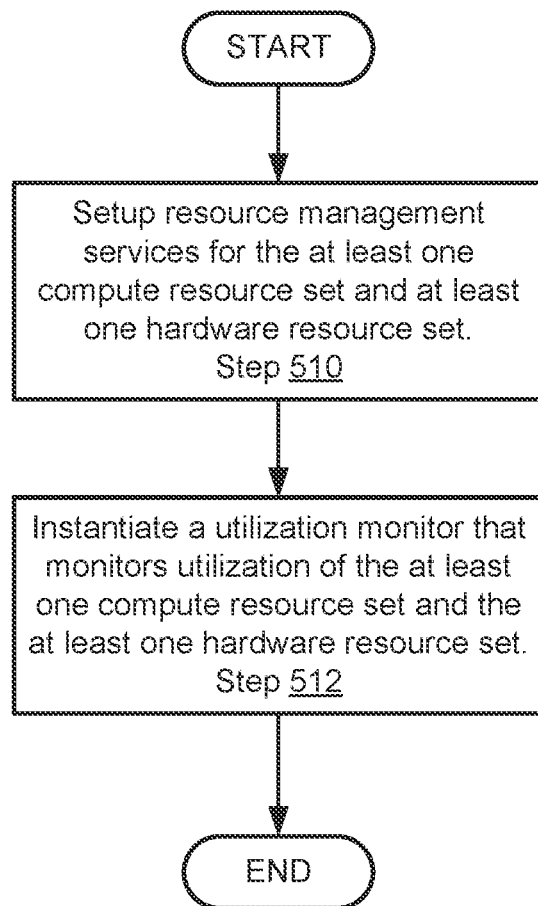 START
Setup resource management
services for the at least one
compute resource set and at least
one hardware resource set.
Step 510
Instantiate a utilization monitor that
monitors utilization of the at least
one compute resource set and the
at least one hardware resource set.
Step 512
END